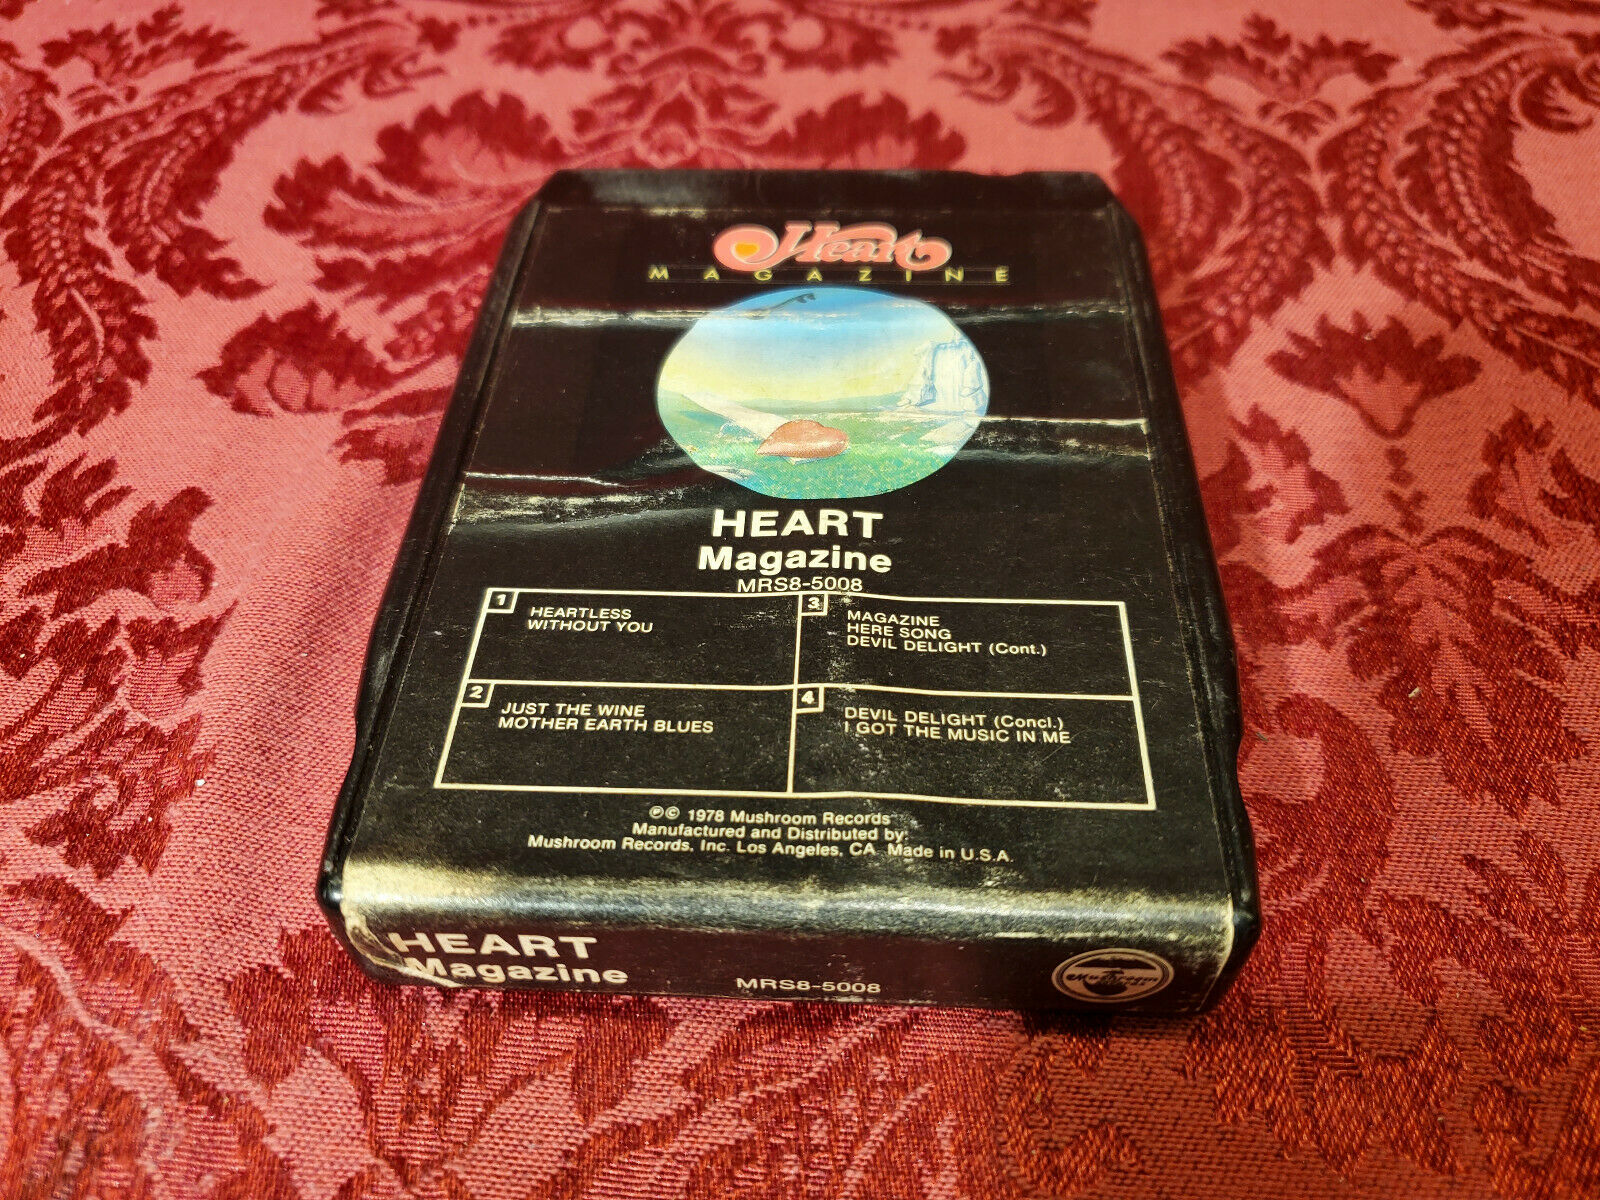 Heart
MAGAZINE
HEART
Magazine
MRS8-5008
1
HEARTLESS
WITHOUT YOU
2
JUST THE WINE
MOTHER EARTH BLUES
3
MAGAZINE
HERE SONG
DEVIL DELIGHT (Cont.)
4
DEVIL DELIGHT (Concl.)
I GOT THE MUSIC IN ME
℗© 1978 Mushroom Records
Manufactured and Distributed by:
Mushroom Records, Inc. Los Angeles, CA Made in U.S.A.
HEART
Magazine
MRS8-5008
Mushroom